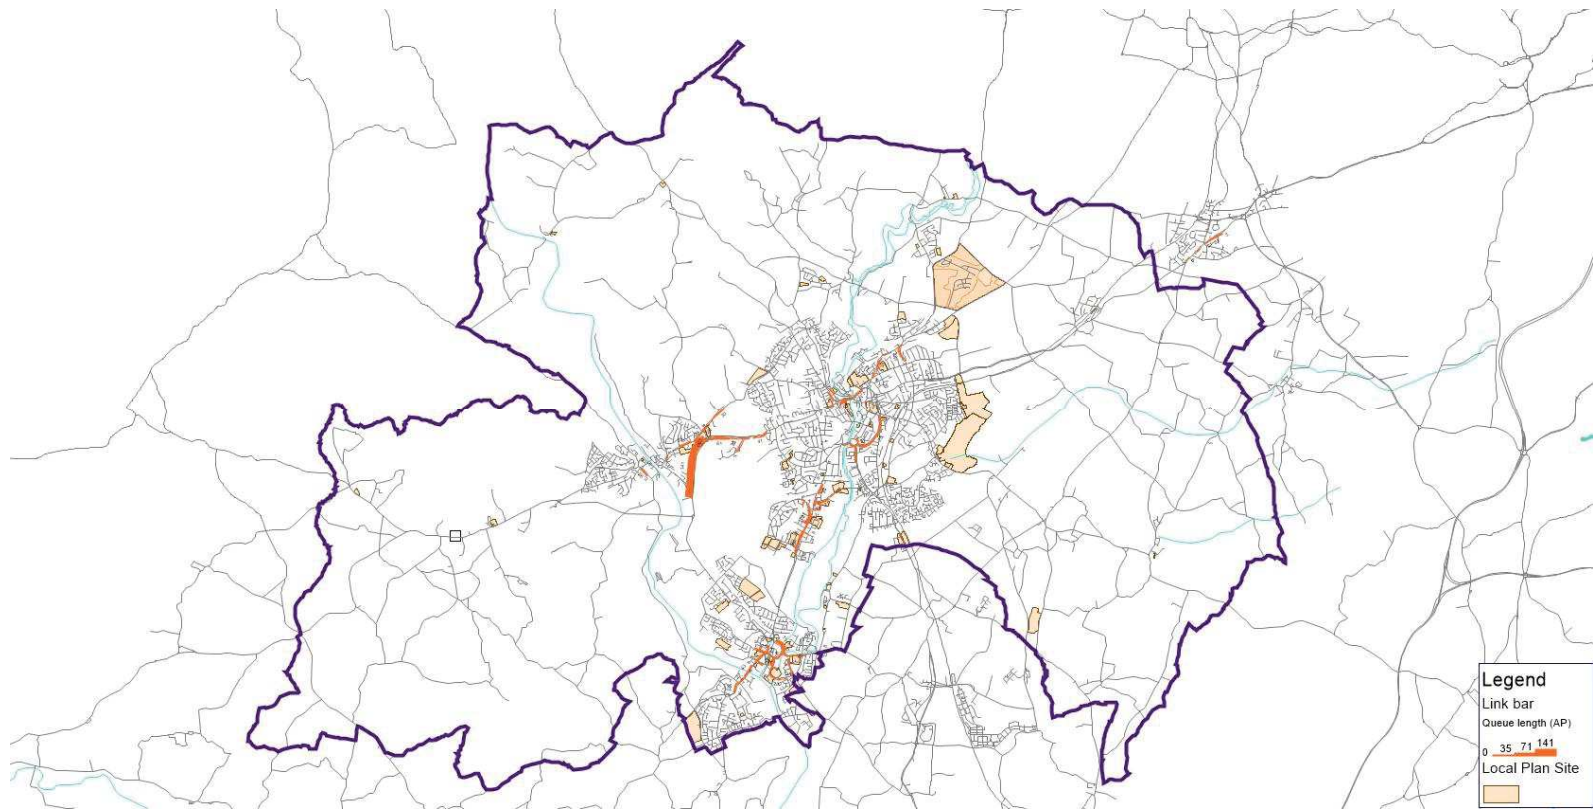 Legend
Link bar
Queue length (AP)
0 35 71 141
Local Plan Site